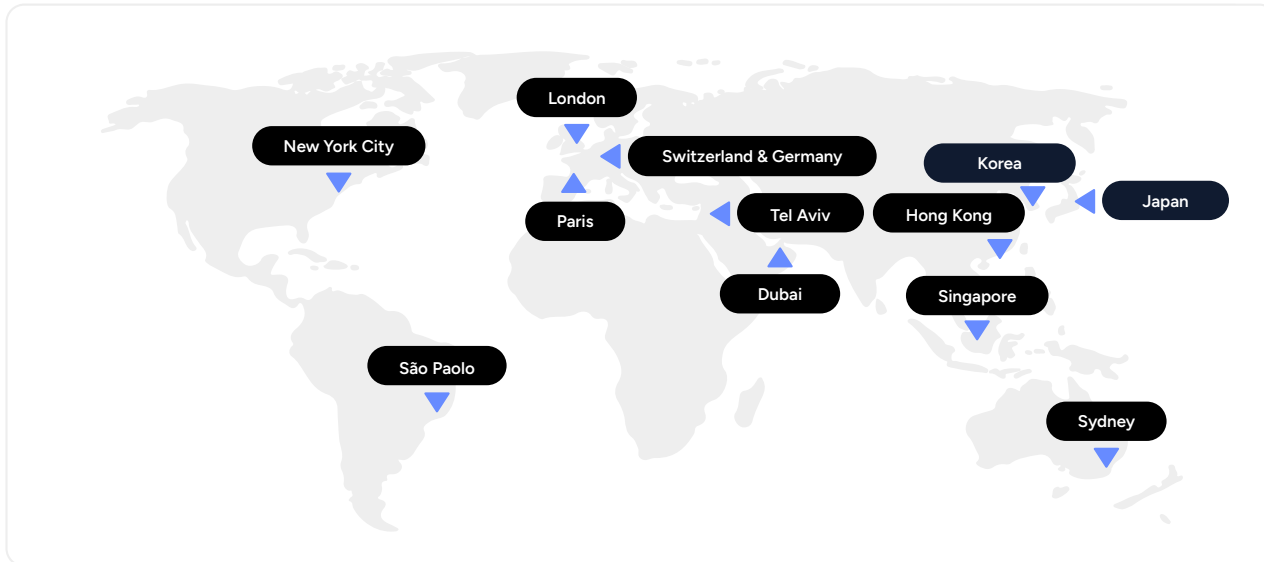 London
New York City
Switzerland & Germany
Korea
Japan
Paris
Tel Aviv
Hong Kong
Dubai
Singapore
São Paolo
Sydney